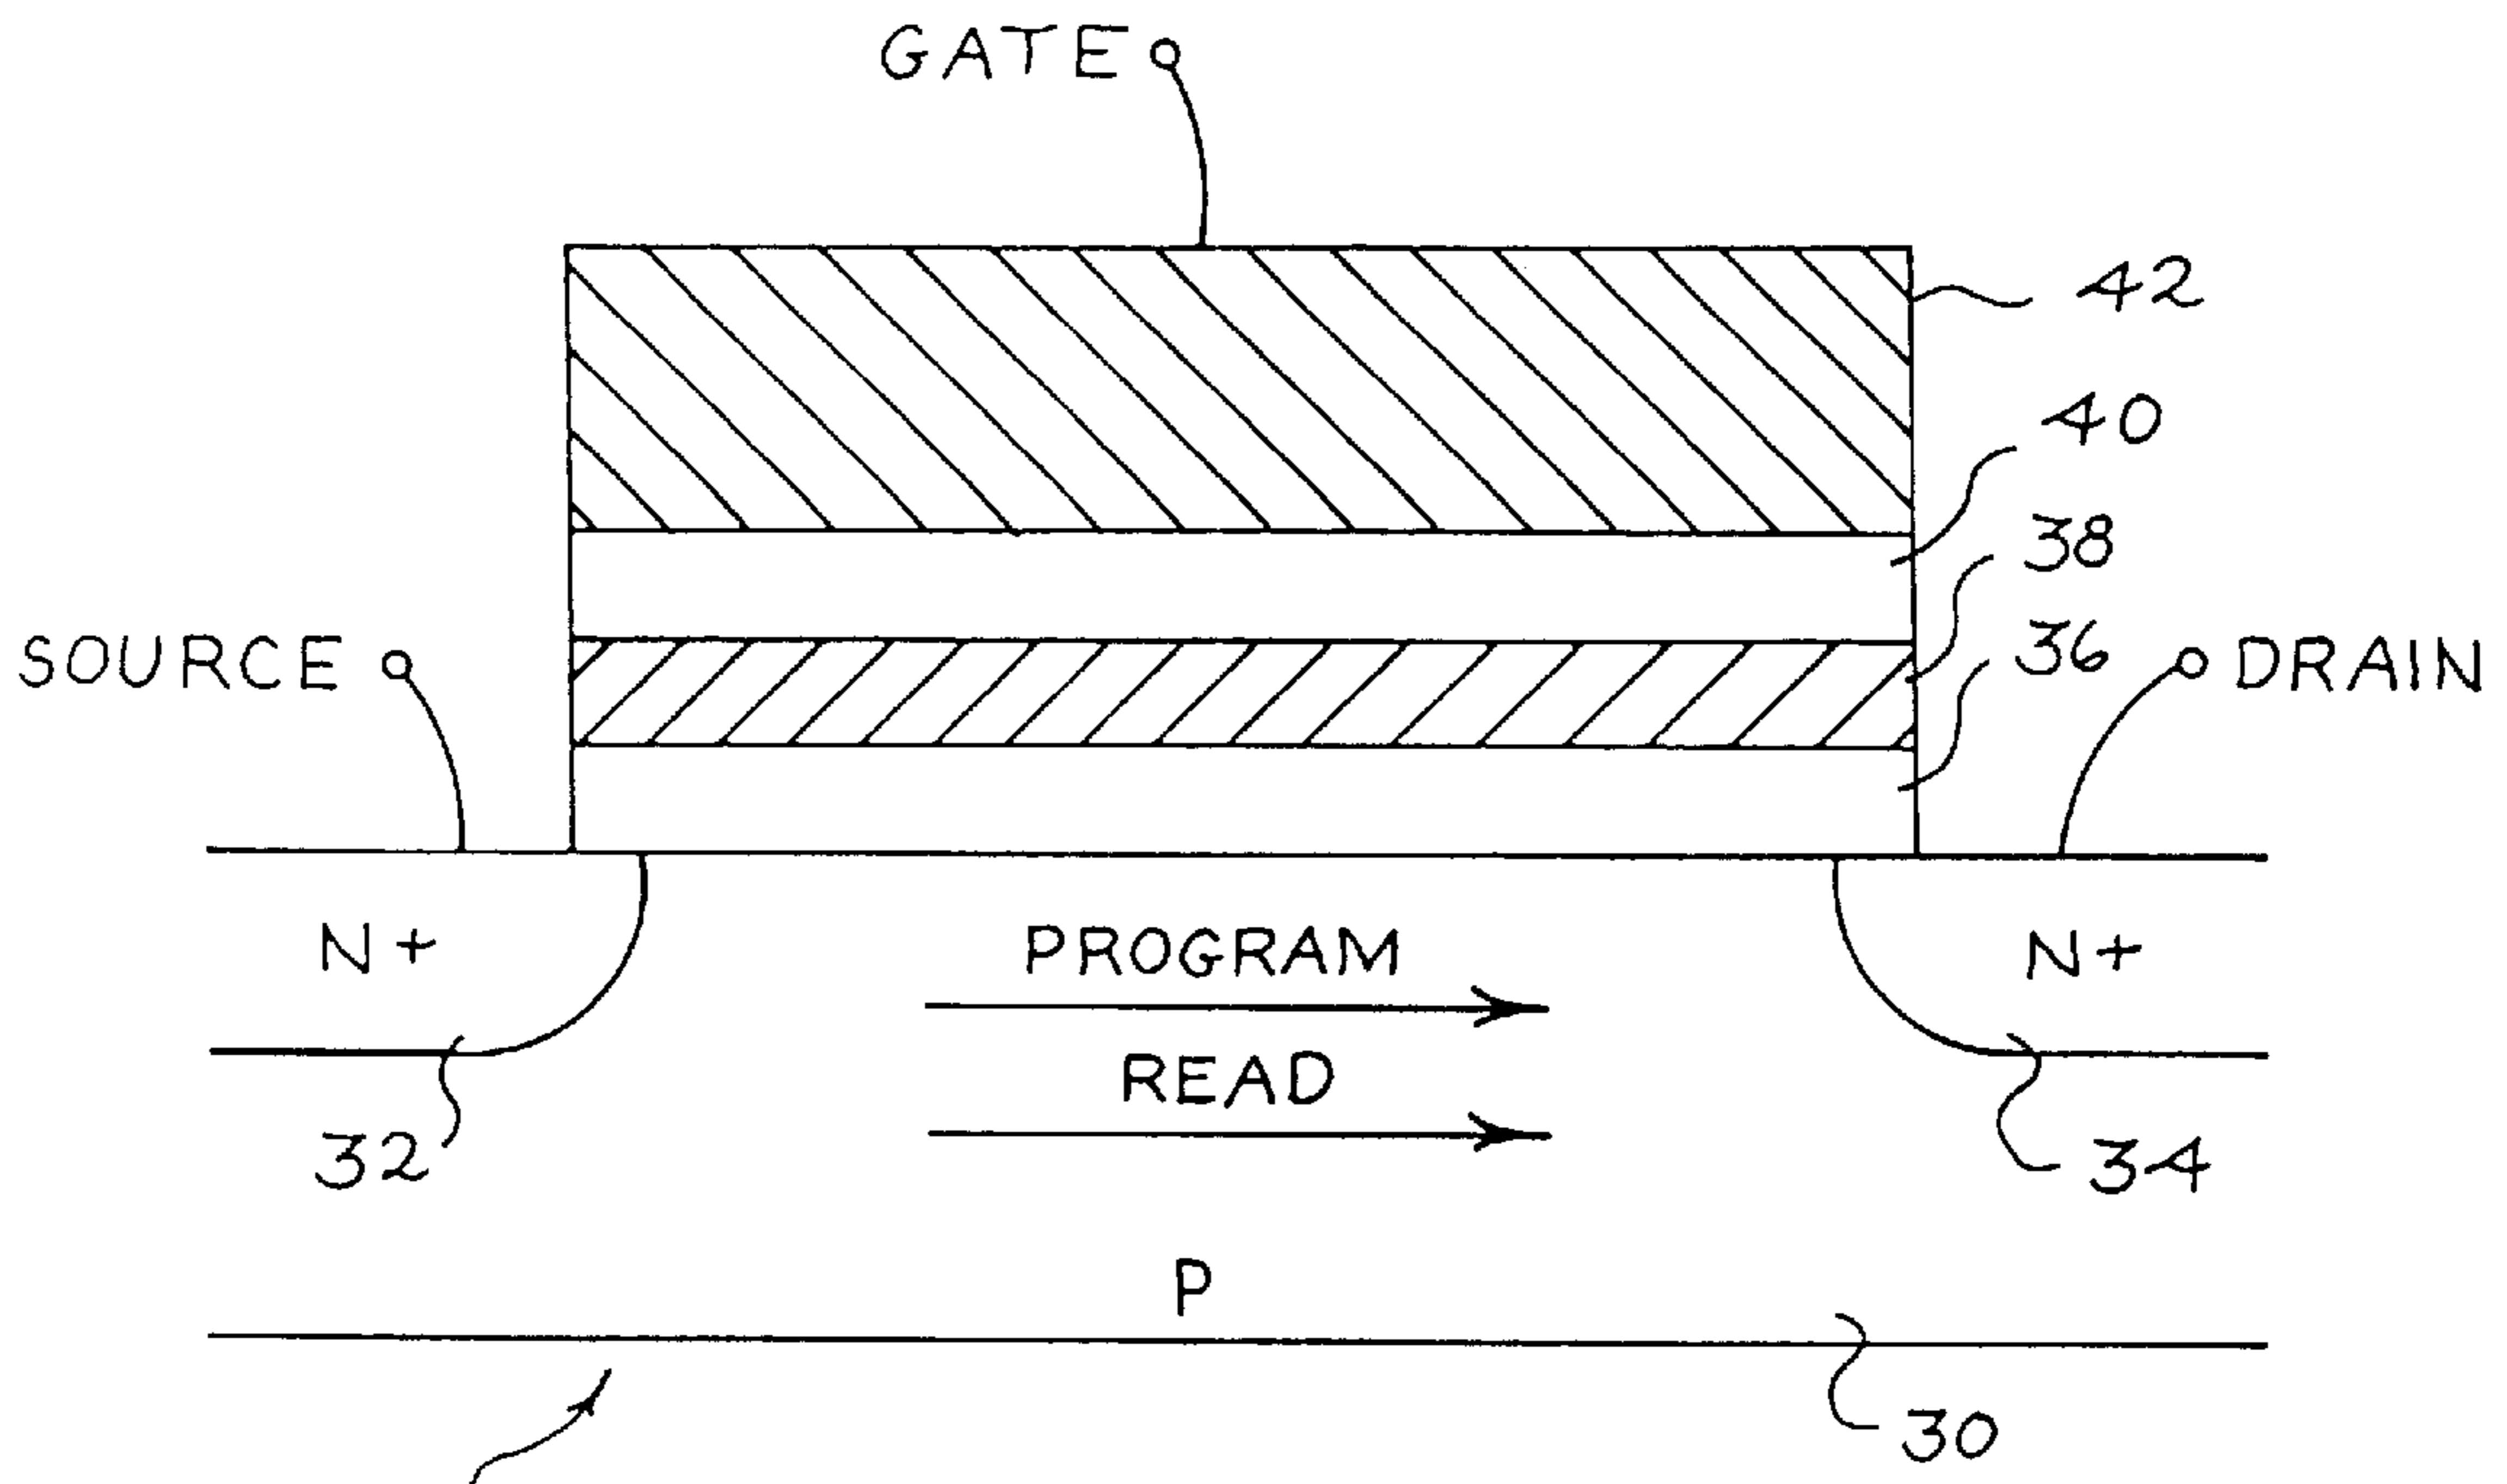 GATE
42
40
38
36
SOURCE
DRAIN
N+
PROGRAM
N+
READ
32
34
P
30